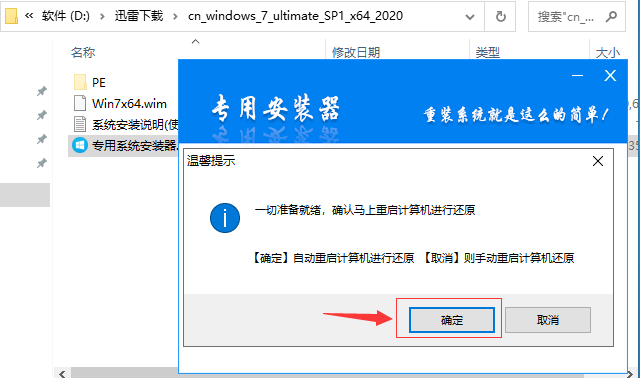 « 软件 (D:) › 迅雷下载 › cn_windows_7_ultimate_SP1_x64_2020
搜索"cn_...
名称
修改日期
类型
大小
PE
Win7x64.wim
系统安装说明(使
专用系统安装器.
专用安装器
重装系统就是这么的简单!
温馨提示
一切准备就绪，确认马上重启计算机进行还原
【确定】自动重启计算机进行还原 【取消】则手动重启计算机还原
确定
取消